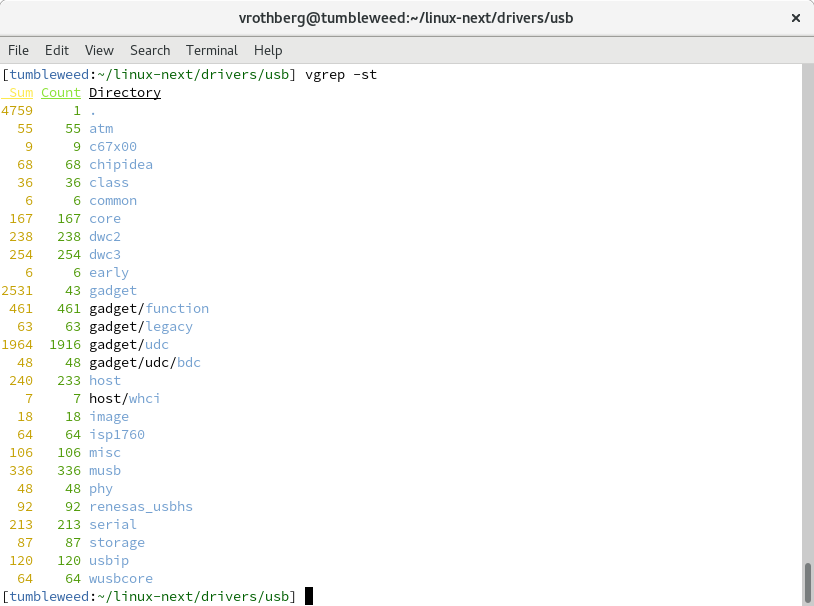 vrothberg@tumbleweed:~/linux-next/drivers/usb ×
File Edit View Search Terminal Help
[tumbleweed:~/linux-next/drivers/usb] vgrep -st
Sum Count Directory
4759 1 .
55 55 atm
9 9 c67x00
68 68 chipidea
36 36 class
6 6 common
167 167 core
238 238 dwc2
254 254 dwc3
6 6 early
2531 43 gadget
461 461 gadget/function
63 63 gadget/legacy
1964 1916 gadget/udc
48 48 gadget/udc/bdc
240 233 host
7 7 host/whci
18 18 image
64 64 isp1760
106 106 misc
336 336 musb
48 48 phy
92 92 renesas_usbhs
213 213 serial
87 87 storage
120 120 usbip
64 64 wusbcore
[tumbleweed:~/linux-next/drivers/usb]